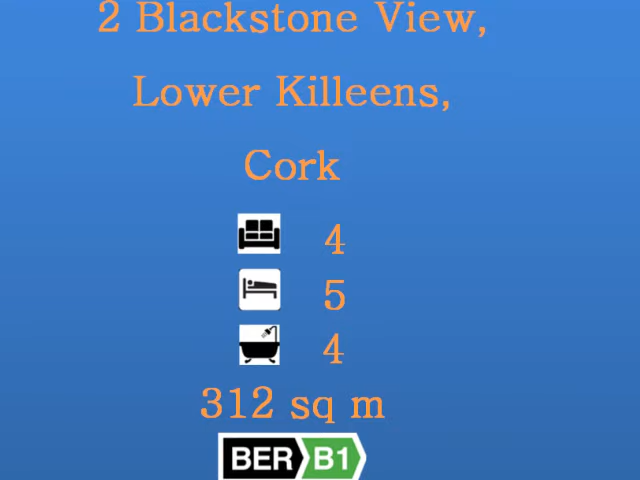 2 Blackstone View,
Lower Killeens,
Cork
4
5
4
312 sq m
BER B1